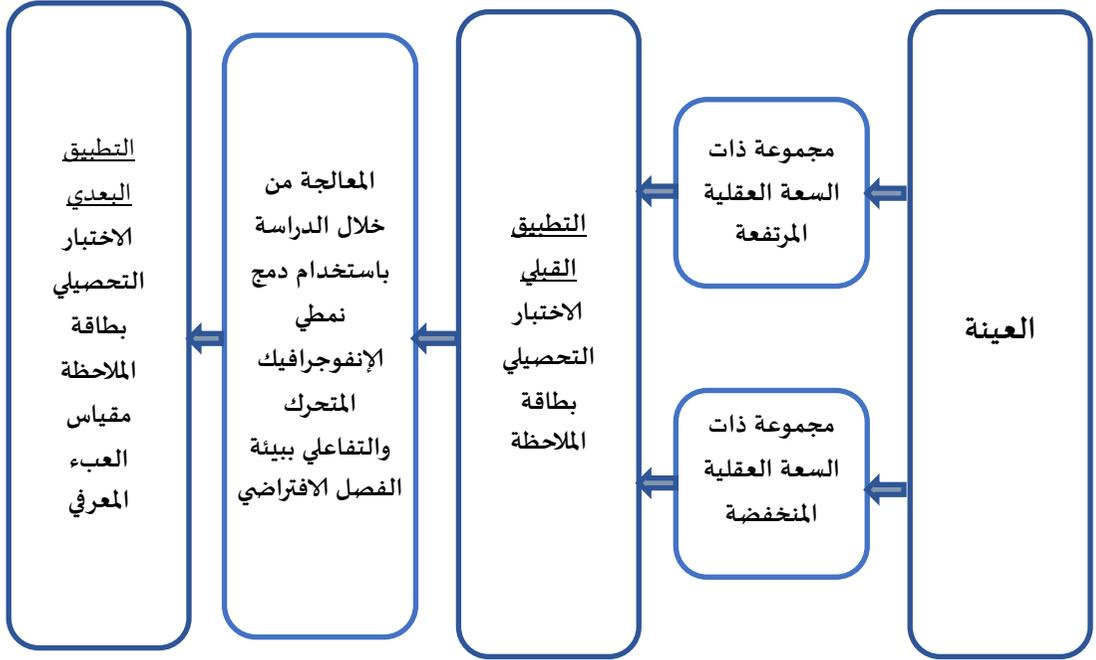 العينة
مجموعة ذات
السعة العقلية
المرتفعة
مجموعة ذات
السعة العقلية
المنخفضة
التطبيق
القبلي
الاختبار
التحصيلي
بطاقة
الملاحظة
المعالجة من
خلال الدراسة
باستخدام دمج
نمطي
الإنفوجرافيك
المتحرك
والتفاعلي ببيئة
الفصل الافتراضي
التطبيق
البعدي
الاختبار
التحصيلي
بطاقة
الملاحظة
مقياس
العبء
المعرفي